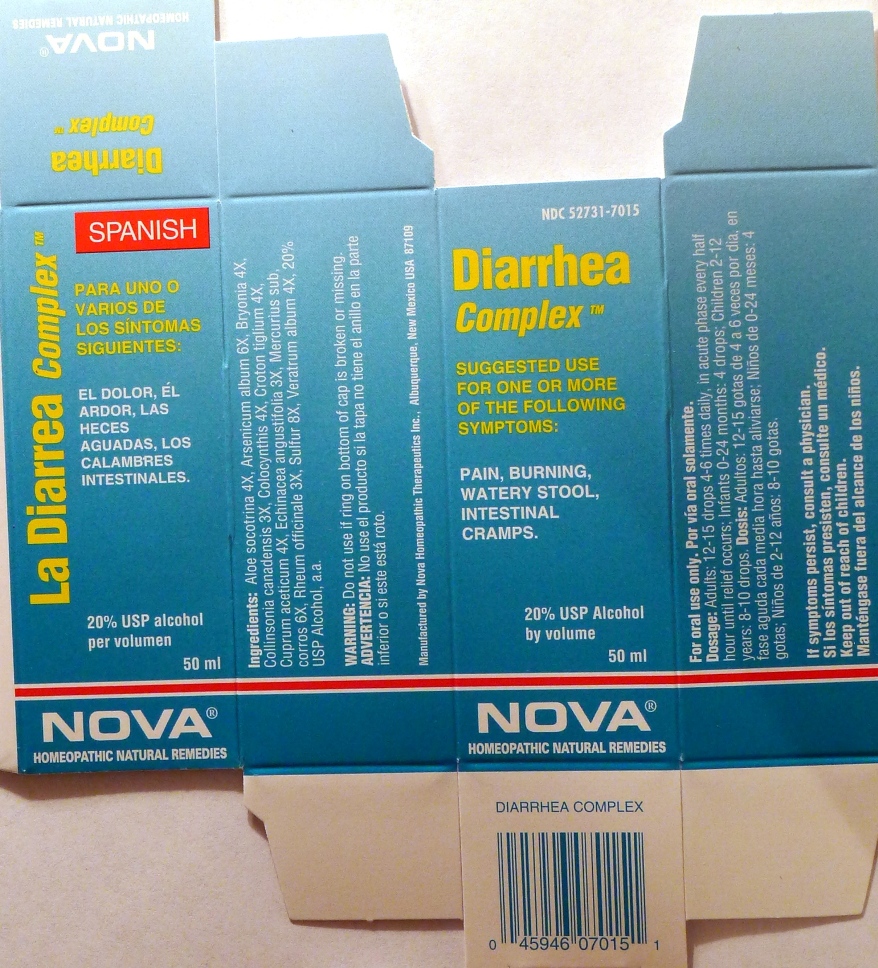 HOMEOPATHIC NATURAL REMEDIES
NOVA®
Diarrhea
Complex™
La Diarrea Complex™
SPANISH
PARA UNO O
VARIOS DE
LOS SÍNTOMAS
SIGUIENTES:
EL DOLOR, ÉL
ARDOR, LAS
HECES
AGUADAS, LOS
CALAMBRES
INTESTINALES.
20% USP alcohol
per volumen
50 ml
NOVA®
HOMEOPATHIC NATURAL REMEDIES
Ingredients: Aloe socotrina 4X, Arsenicum album 6X, Bryonia 4X,
Collinsonia canadensis 3X, Colocynthis 4X, Croton tiglium 4X,
Cuprum aceticum 4X, Echinacea angustifolia 3X, Mercurius sub.
corros 6X, Rheum officinale 3X, Sulfur 8X, Veratrum album 4X, 20%
USP Alcohol, a.a.
WARNING: Do not use if ring on bottom of cap is broken or missing.
ADVERTENCIA: No use el producto si la tapa no tiene el anillo en la parte
inferior o si este está roto.
Manufactured by Nova Homeopathic Therapeutics Inc., Albuquerque, New Mexico USA 87109
NDC 52731-7015
Diarrhea
Complex™
SUGGESTED USE
FOR ONE OR MORE
OF THE FOLLOWING
SYMPTOMS:
PAIN, BURNING,
WATERY STOOL,
INTESTINAL
CRAMPS.
20% USP Alcohol
by volume
50 ml
NOVA®
HOMEOPATHIC NATURAL REMEDIES
DIARRHEA COMPLEX
0 45946 07015 1
For oral use only. Por vía oral solamente.
Dosage: Adults: 12-15 drops 4-6 times daily, in acute phase every half
hour until relief occurs; Infants 0-24 months: 4 drops; Children 2-12
years: 8-10 drops. Dosis: Adultos: 12-15 gotas de 4 a 6 veces por día, en
fase aguda cada media hora hasta aliviarse; Niños de 0-24 meses: 4
gotas; Niños de 2-12 años: 8-10 gotas.
If symptoms persist, consult a physician.
Si los síntomas presisten, consulte un médico.
Keep out of reach of children.
Manténgase fuera del alcance de los niños.